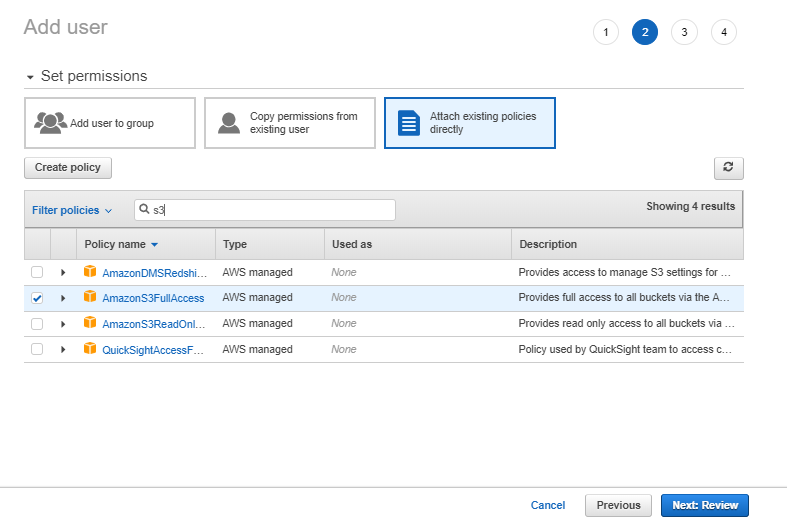 Add user
1 2 3 4
Set permissions
Add user to group
Copy permissions from
existing user
Attach existing policies
directly
Create policy
Filter policies
s3
Showing 4 results
Policy name Type Used as Description
AmazonDMSRedshi... AWS managed None Provides access to manage S3 settings for ...
AmazonS3FullAccess AWS managed None Provides full access to all buckets via the A...
AmazonS3ReadOnl... AWS managed None Provides read only access to all buckets via ...
QuickSightAccessF... AWS managed None Policy used by QuickSight team to access c...
Cancel Previous Next: Review